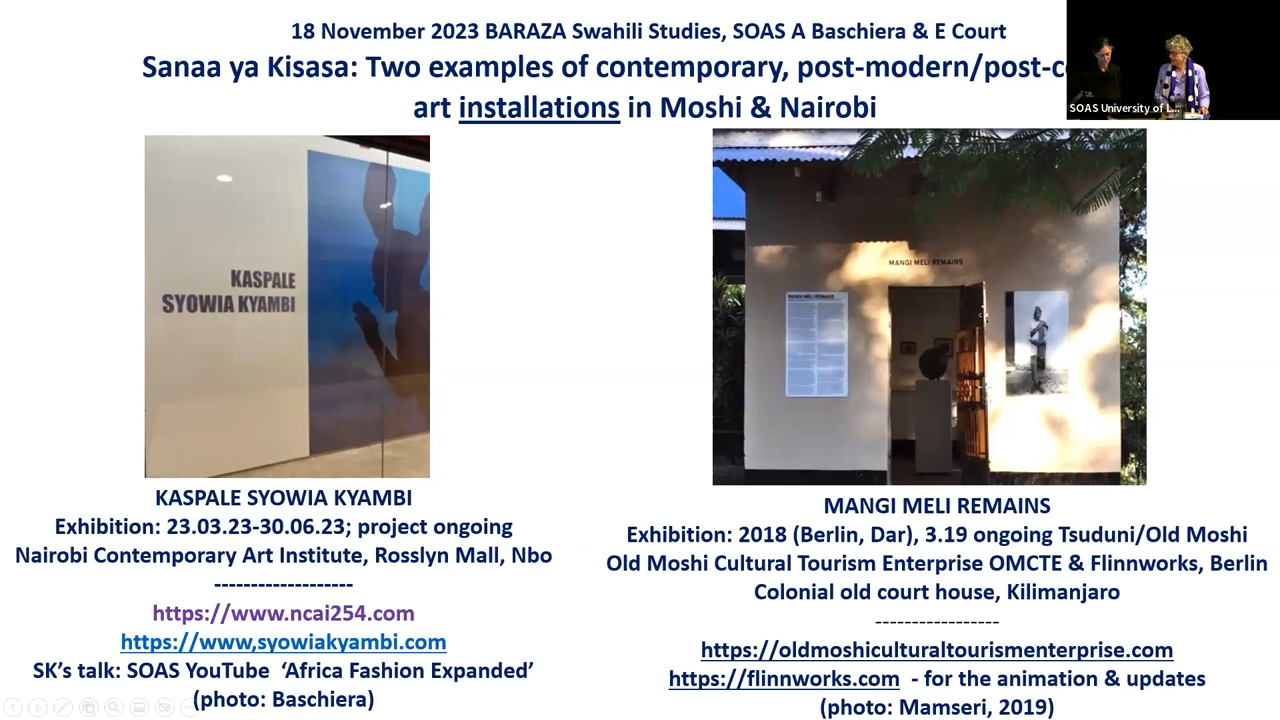 18 November 2023 BARAZA Swahili Studies, SOAS A Baschiera & E Court
Sanaa ya Kisasa: Two examples of contemporary, post-modern/post-c
art installations in Moshi & Nairobi
SOAS University of L...
KASPALE
SYOWIA KYAMBI
MANGI MELI REMAINS
MANGI MELI REMAINS
KASPALE SYOWIA KYAMBI
Exhibition: 23.03.23-30.06.23; project ongoing
Nairobi Contemporary Art Institute, Rosslyn Mall, Nbo
-------------------
https://www.ncai254.com
https://www,syowiakyambi.com
SK’s talk: SOAS YouTube ‘Africa Fashion Expanded’
(photo: Baschiera)
MANGI MELI REMAINS
Exhibition: 2018 (Berlin, Dar), 3.19 ongoing Tsuduni/Old Moshi
Old Moshi Cultural Tourism Enterprise OMCTE & Flinnworks, Berlin
Colonial old court house, Kilimanjaro
-----------------
https://oldmoshiculturaltourismenterprise.com
https://flinnworks.com - for the animation & updates
(photo: Mamseri, 2019)